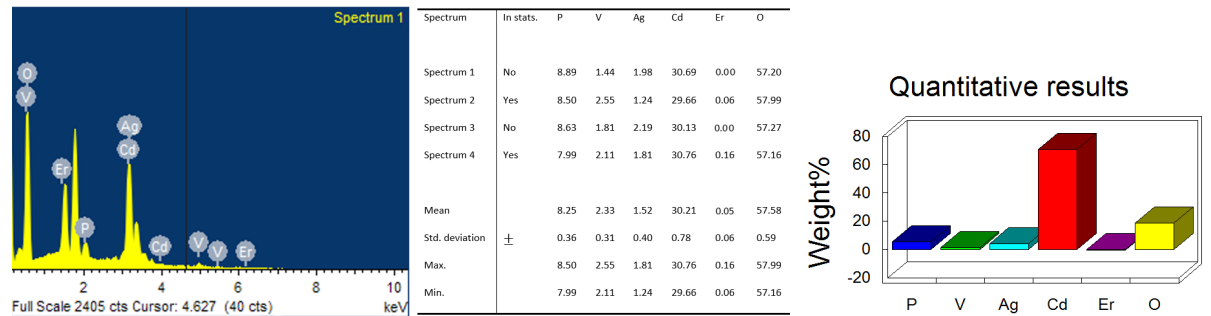 Spectrum 1
O
V
Ag
Cd
Er
P
Cd
V
V
Er
2 4 6 8 10
Full Scale 2405 cts Cursor: 4.627 (40 cts) keV
Spectrum In stats. P V Ag Cd Er O
Spectrum 1 No 8.89 1.44 1.98 30.69 0.00 57.20
Spectrum 2 Yes 8.50 2.55 1.24 29.66 0.06 57.99
Spectrum 3 No 8.63 1.81 2.19 30.13 0.00 57.27
Spectrum 4 Yes 7.99 2.11 1.81 30.76 0.16 57.16
Mean 8.25 2.33 1.52 30.21 0.05 57.58
Std. deviation ± 0.36 0.31 0.40 0.78 0.06 0.59
Max. 8.50 2.55 1.81 30.76 0.16 57.99
Min. 7.99 2.11 1.24 29.66 0.06 57.16
Quantitative results
Weight%
80
60
40
20
0
-20
P V Ag Cd Er O